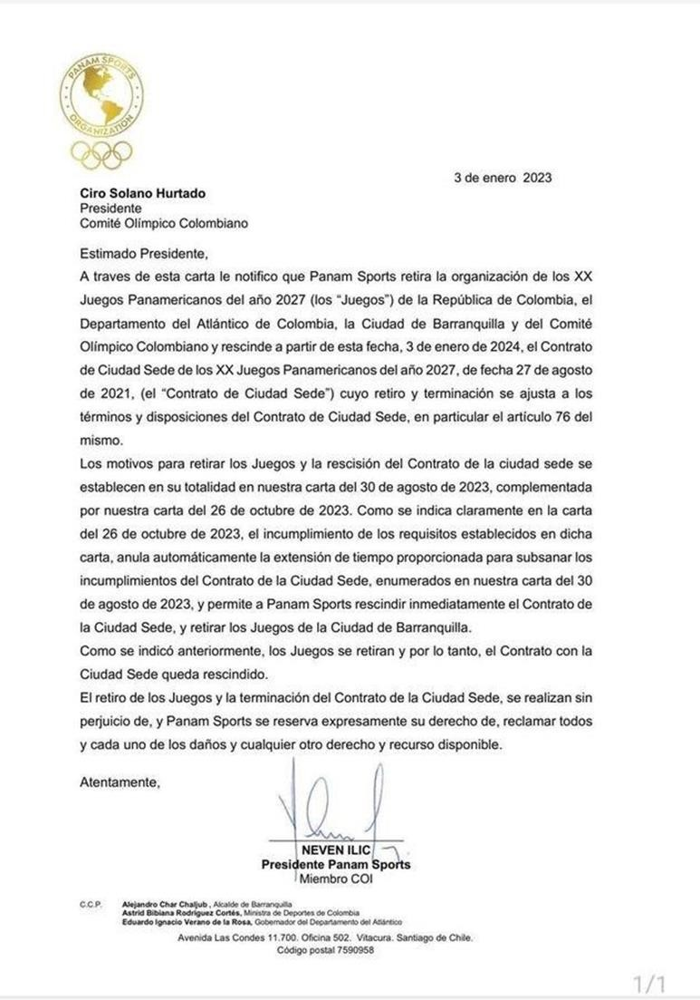 PANAM SPORTS
ORGANIZATION
3 de enero 2023
Ciro Solano Hurtado
Presidente
Comité Olímpico Colombiano
Estimado Presidente,
A traves de esta carta le notifico que Panam Sports retira la organización de los XX
Juegos Panamericanos del año 2027 (los “Juegos”) de la República de Colombia, el
Departamento del Atlántico de Colombia, la Ciudad de Barranquilla y del Comité
Olímpico Colombiano y rescinde a partir de esta fecha, 3 de enero de 2024, el Contrato
de Ciudad Sede de los XX Juegos Panamericanos del año 2027, de fecha 27 de agosto
de 2021, (el “Contrato de Ciudad Sede”) cuyo retiro y terminación se ajusta a los
términos y disposiciones del Contrato de Ciudad Sede, en particular el artículo 76 del
mismo.
Los motivos para retirar los Juegos y la rescisión del Contrato de la ciudad sede se
establecen en su totalidad en nuestra carta del 30 de agosto de 2023, complementada
por nuestra carta del 26 de octubre de 2023. Como se indica claramente en la carta
del 26 de octubre de 2023, el incumplimiento de los requisitos establecidos en dicha
carta, anula automáticamente la extensión de tiempo proporcionada para subsanar los
incumplimientos del Contrato de la Ciudad Sede, enumerados en nuestra carta del 30
de agosto de 2023, y permite a Panam Sports rescindir inmediatamente el Contrato de
la Ciudad Sede, y retirar los Juegos de la Ciudad de Barranquilla.
Como se indicó anteriormente, los Juegos se retiran y por lo tanto, el Contrato con la
Ciudad Sede queda rescindido.
El retiro de los Juegos y la terminación del Contrato de la Ciudad Sede, se realizan sin
perjuicio de, y Panam Sports se reserva expresamente su derecho de, reclamar todos
y cada uno de los daños y cualquier otro derecho y recurso disponible.
Atentamente,
NEVEN ILIC
Presidente Panam Sports
Miembro COI
C.C.P. Alejandro Char Chaljub , Alcalde de Barranquilla
Astrid Bibiana Rodríguez Cortés, Ministra de Deportes de Colombia
Eduardo Ignacio Verano de la Rosa, Gobernador del Departamento del Atlántico
Avenida Las Condes 11.700. Oficina 502. Vitacura. Santiago de Chile.
Código postal 7590958
1/1